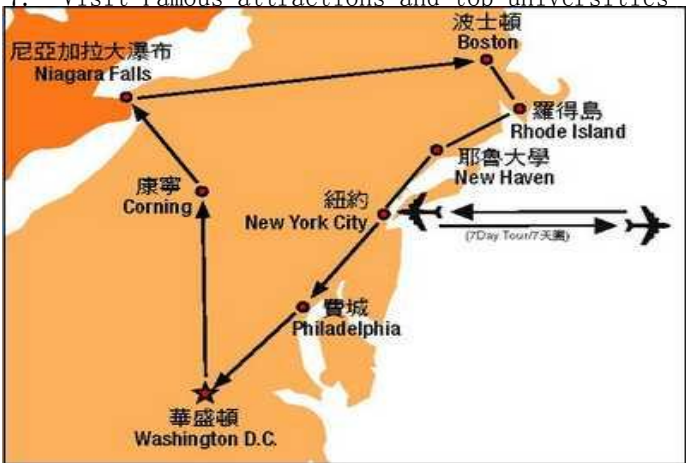 7. Visit famous attractions and top universities
波士頓
Boston
尼亞加拉大瀑布
Niagara Falls
羅得島
Rhode Island
耶魯大學
New Haven
康寧
Corning
紐約
New York City
(7Day Tour/7天團)
費城
Philadelphia
華盛頓
Washington D.C.